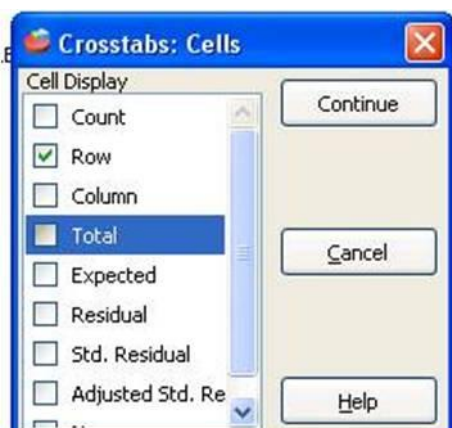 Crosstabs: Cells
Cell Display
Count
Row
Column
Total
Expected
Residual
Std. Residual
Adjusted Std. Re
Continue
Cancel
Help